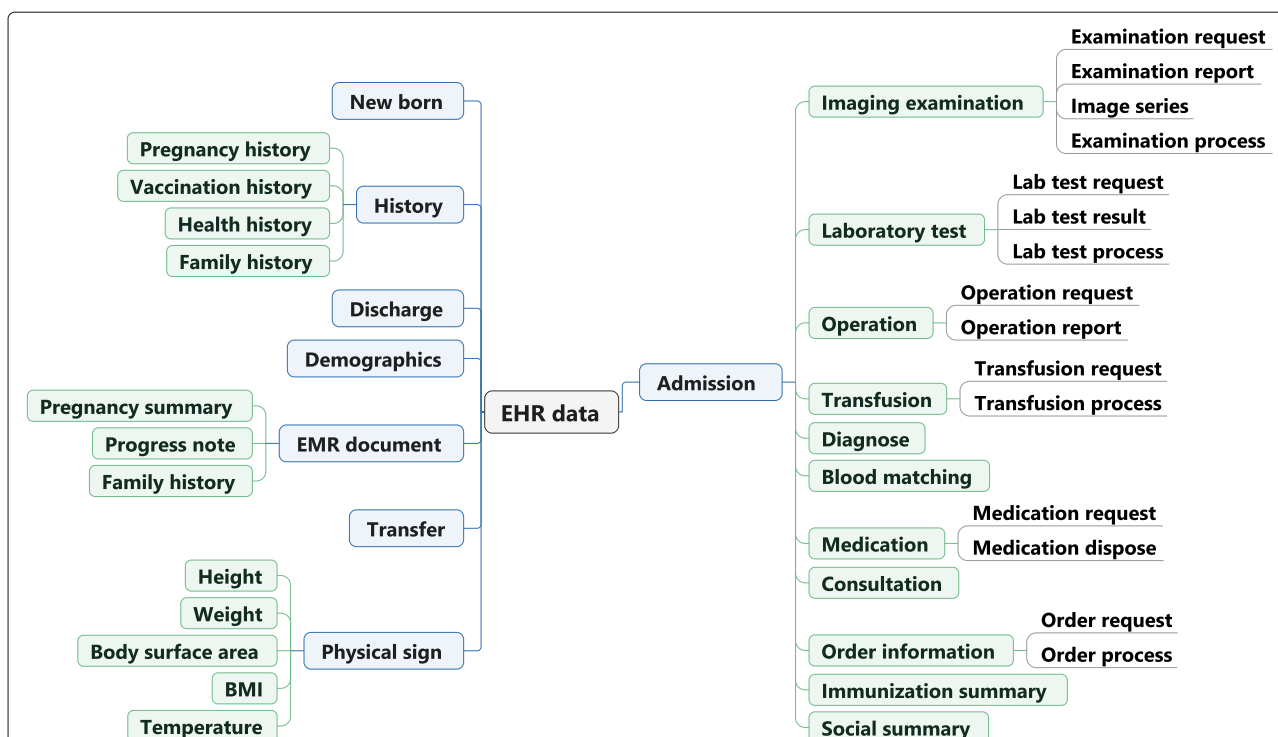 New born
Pregnancy history
Vaccination history
Health history
Family history
History
Discharge
Demographics
Pregnancy summary
Progress note
Family history
EMR document
Transfer
Height
Weight
Body surface area
BMI
Temperature
Physical sign
EHR data
Admission
Imaging examination
Examination request
Examination report
Image series
Examination process
Laboratory test
Lab test request
Lab test result
Lab test process
Operation
Operation request
Operation report
Transfusion
Transfusion request
Transfusion process
Diagnose
Blood matching
Medication
Medication request
Medication dispose
Consultation
Order information
Order request
Order process
Immunization summary
Social summary